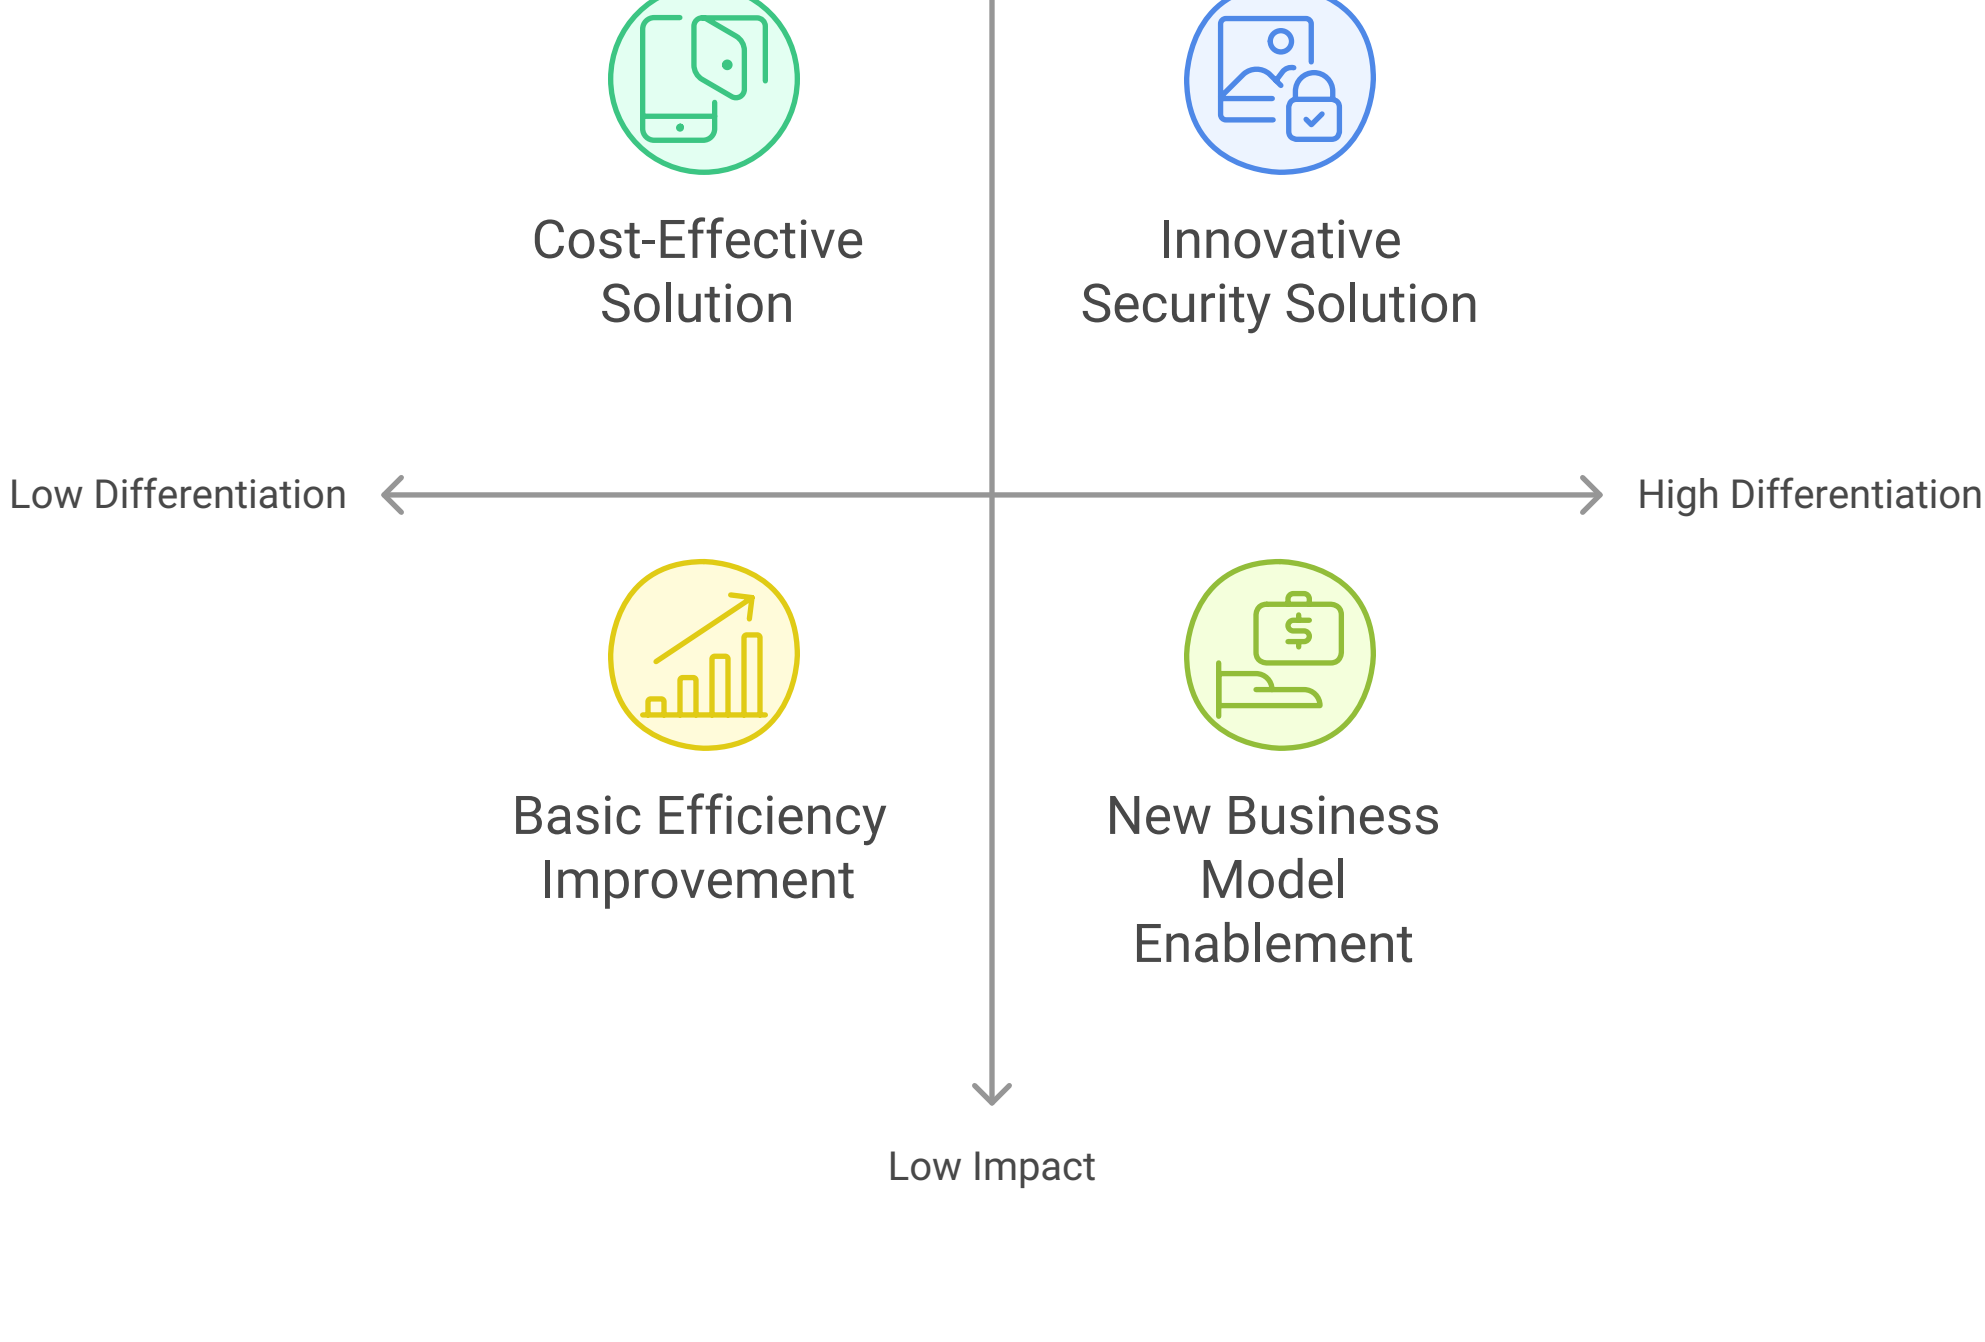 Cost-Effective
Solution
Innovative
Security Solution
Low Differentiation
High Differentiation
Basic Efficiency
Improvement
New Business
Model
Enablement
Low Impact